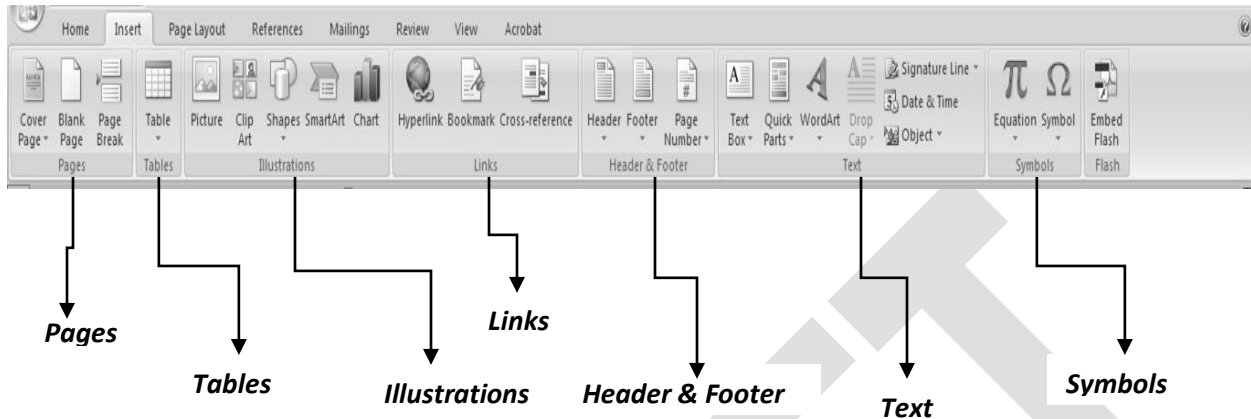 Home Insert Page Layout References Mailings Review View Acrobat
Cover Page Blank Page Page Break Table Picture Clip Art Shapes SmartArt Chart Hyperlink Bookmark Cross-reference Header Footer Page Number Text Box Quick Parts WordArt Drop Cap Signature Line Date & Time Object Equation Symbol Embed Flash
Pages Tables Illustrations Links Header & Footer Text Symbols Flash
Pages
Links
Tables
Illustrations
Header & Footer
Text
Symbols